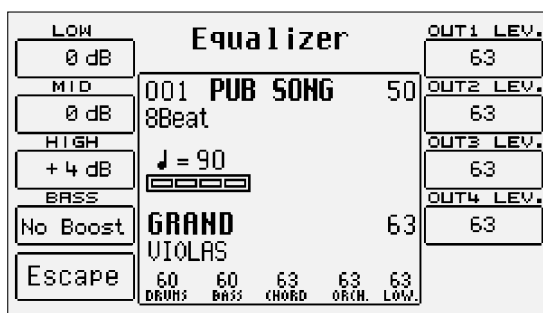 Equalizer
LOW
0 dB
MID
0 dB
HIGH
+4 dB
BASS
No Boost
Escape
001 PUB SONG 50
8Beat
♩ = 90
GRAND 63
VIOLAS
60 60 63 63 63
DRUMS BASS CHORD ORCH. LOW.
OUT1 LEV.
63
OUT2 LEV.
63
OUT3 LEV.
63
OUT4 LEV.
63